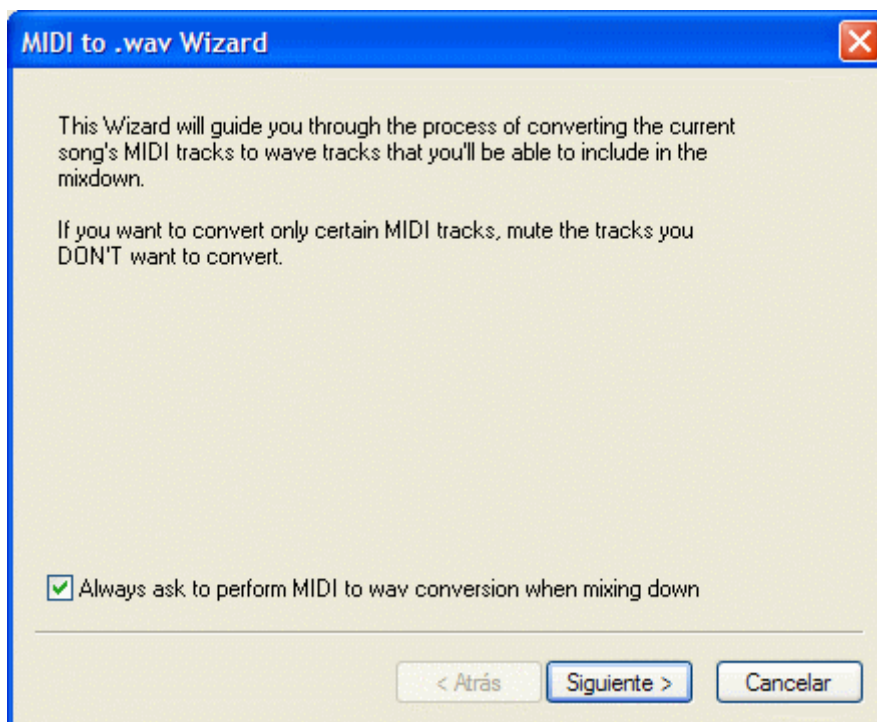 MIDI to .wav Wizard
This Wizard will guide you through the process of converting the current
song's MIDI tracks to wave tracks that you'll be able to include in the
mixdown.
If you want to convert only certain MIDI tracks, mute the tracks you
DON'T want to convert.
Always ask to perform MIDI to wav conversion when mixing down
< Atrás Siguiente > Cancelar